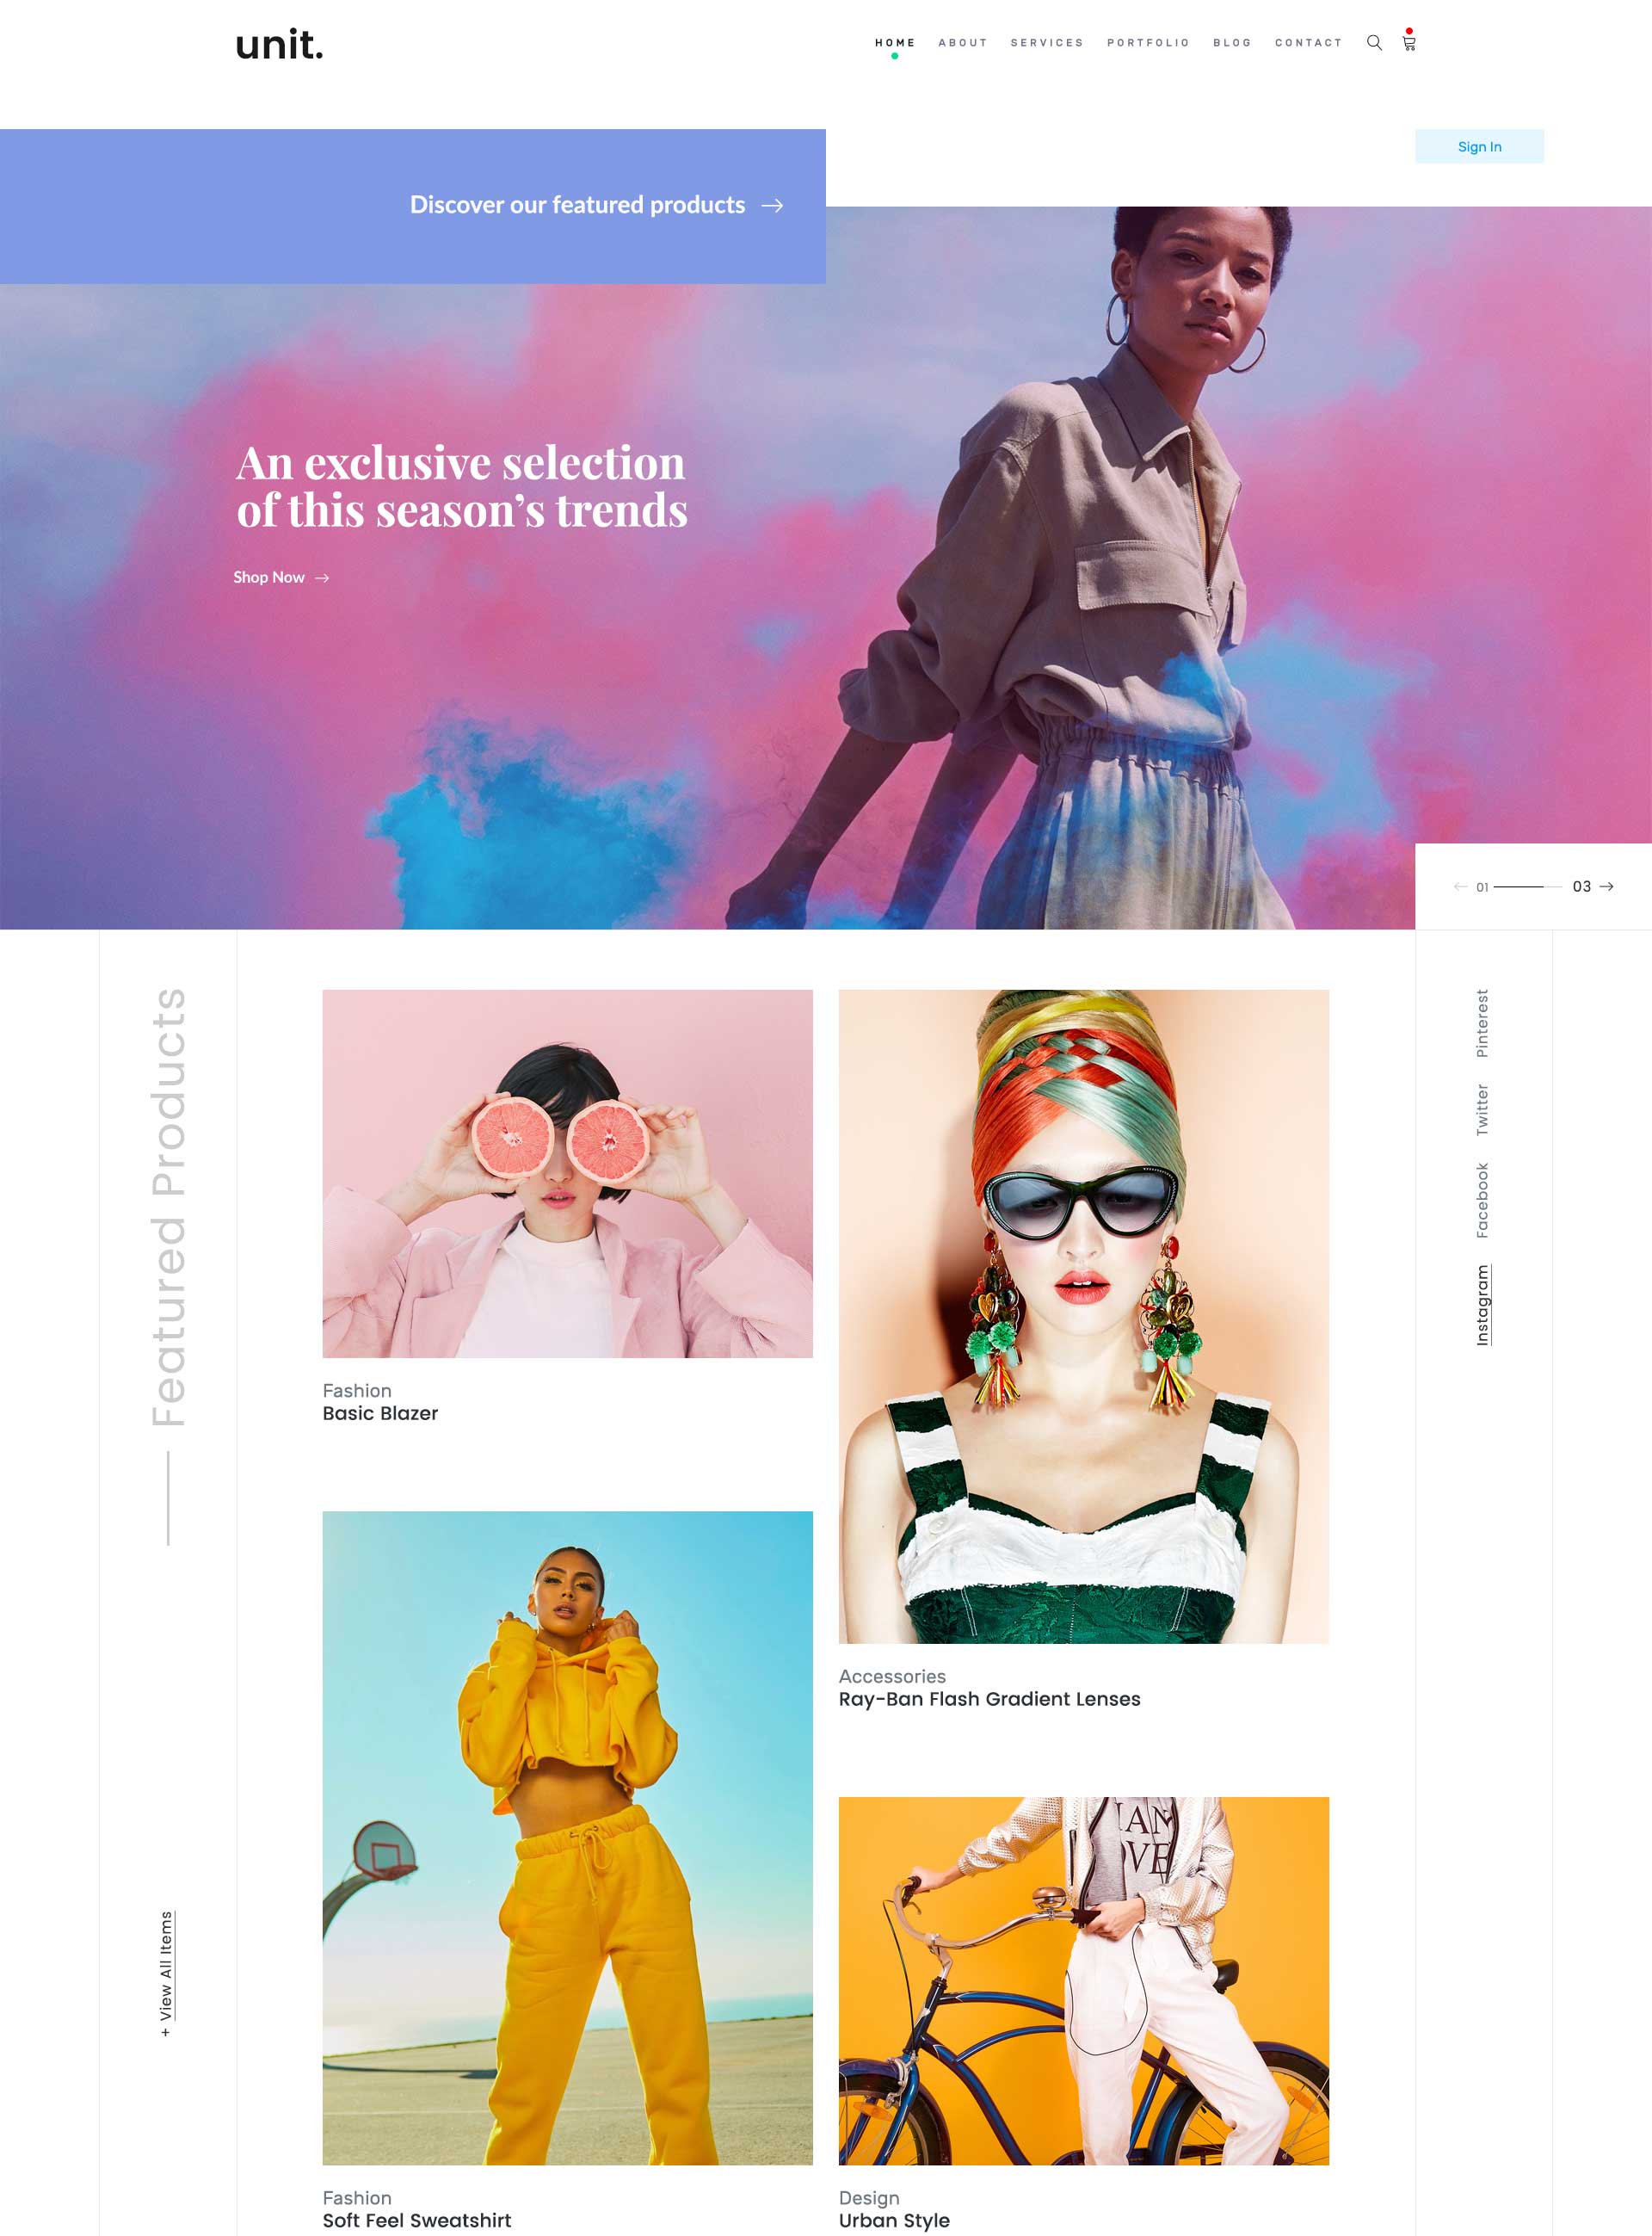 unit.
HOME ABOUT SERVICES PORTFOLIO BLOG CONTACT
Sign In
Discover our featured products →
An exclusive selection
of this season’s trends
Shop Now →
← 01 03 →
Featured Products
+ View All Items
Fashion
Basic Blazer
Accessories
Ray-Ban Flash Gradient Lenses
Pinterest
Twitter
Facebook
Instagram
Fashion
Soft Feel Sweatshirt
Design
Urban Style